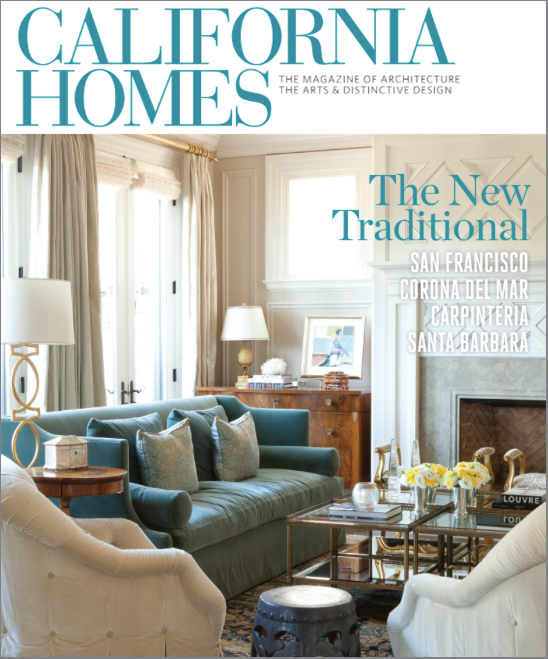 CALIFORNIA
HOMES
THE MAGAZINE OF ARCHITECTURE
THE ARTS & DISTINCTIVE DESIGN
The New
Traditional
SAN FRANCISCO
CORONA DEL MAR
CARPINTERIA
SANTA BARBARA
LOUVRE